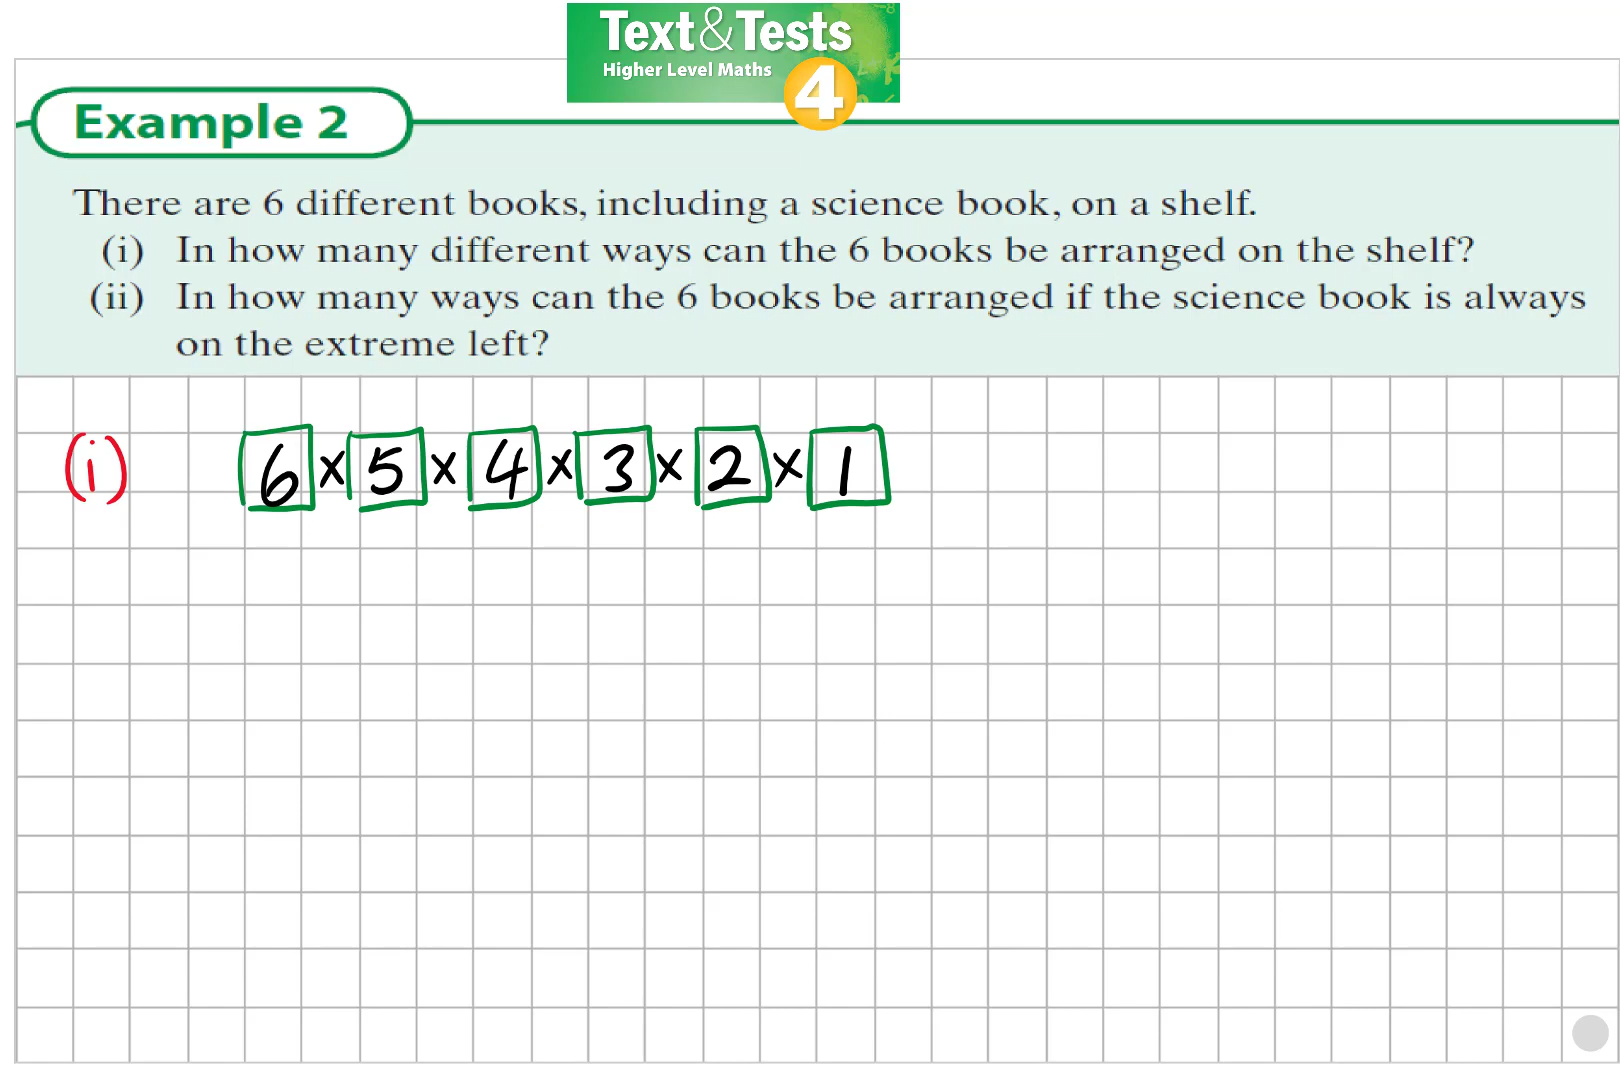 Text&Tests
Higher Level Maths
4
Example 2
There are 6 different books, including a science book, on a shelf.
(i) In how many different ways can the 6 books be arranged on the shelf?
(ii) In how many ways can the 6 books be arranged if the science book is always
on the extreme left?
(i) 6 × 5 × 4 × 3 × 2 × 1